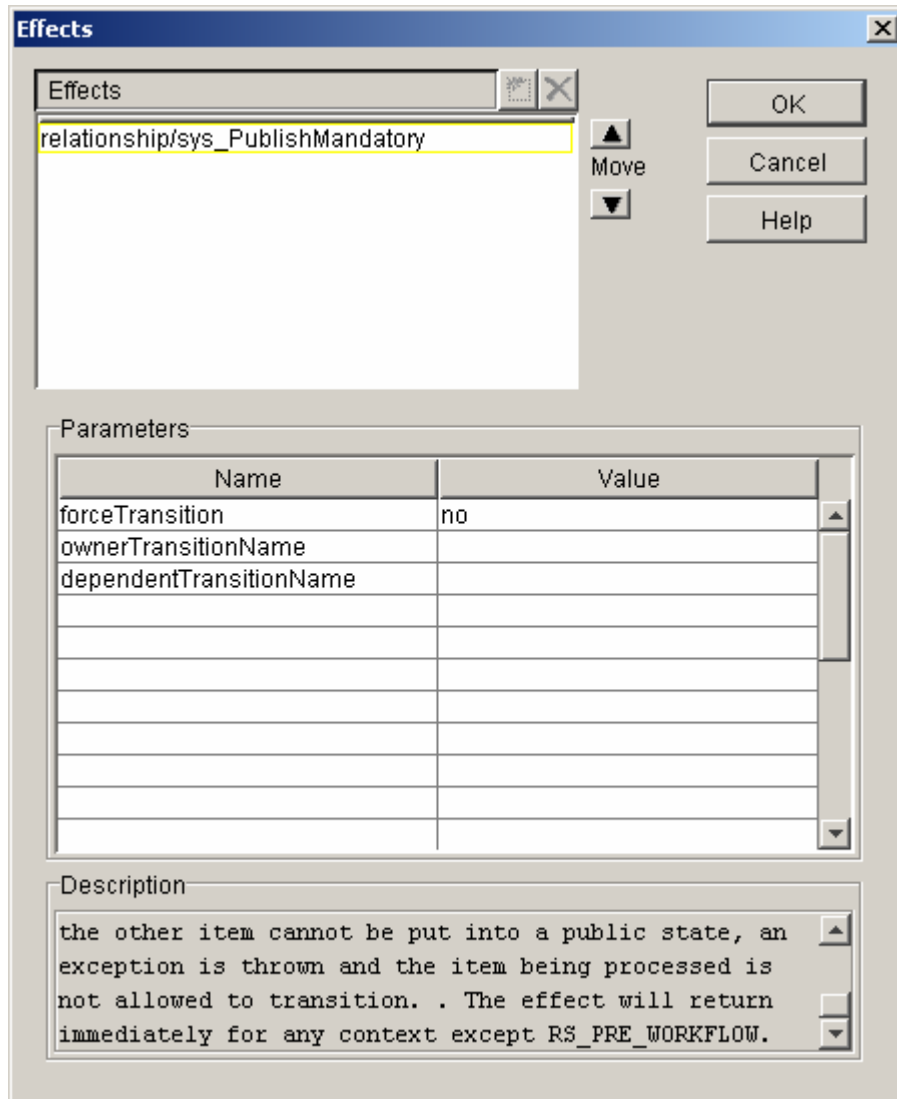 Effects
Effects
OK
relationship/sys_PublishMandatory
Move
Cancel
Help
Parameters
Name Value
forceTransition no
ownerTransitionName
dependentTransitionName
Description
the other item cannot be put into a public state, an
exception is thrown and the item being processed is
not allowed to transition. . The effect will return
immediately for any context except RS_PRE_WORKFLOW.